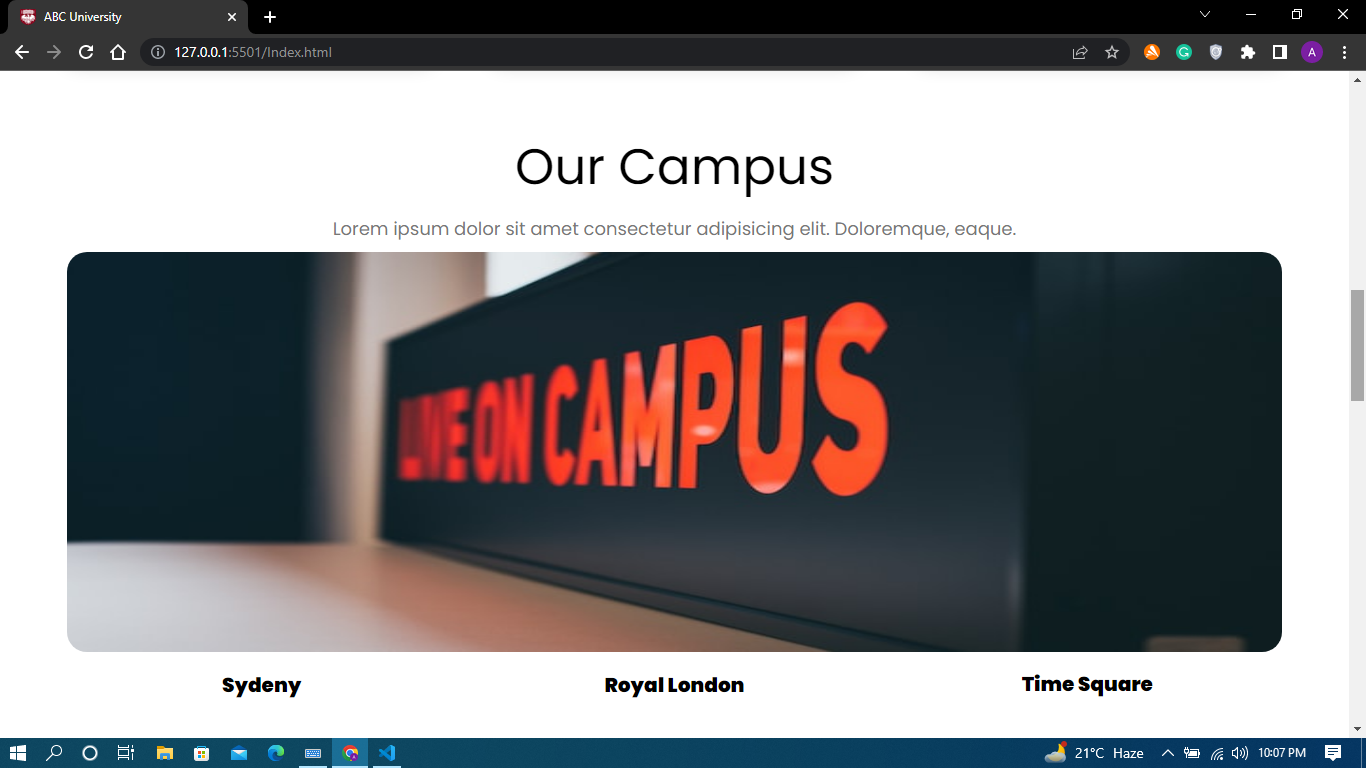 ABC University
127.0.0.1:5501/Index.html
A
Our Campus
Lorem ipsum dolor sit amet consectetur adipisicing elit. Doloremque, eaque.
LIVE ON CAMPUS
Sydeny
Royal London
Time Square
21°C Haze
10:07 PM